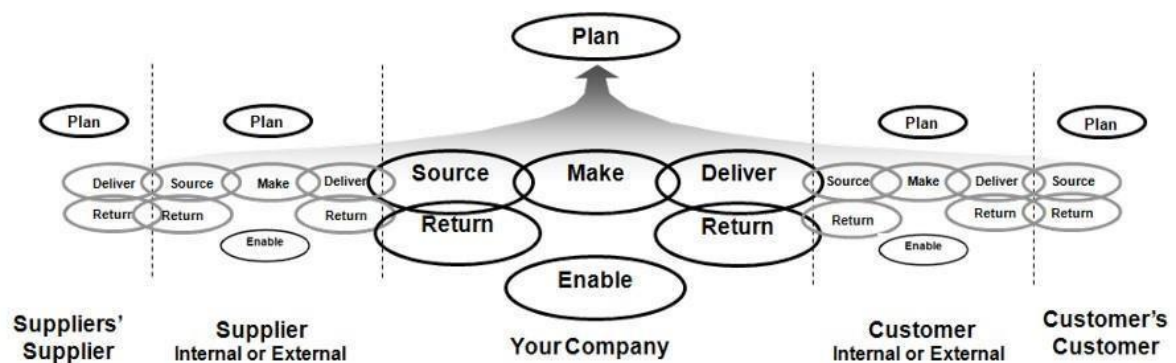 Plan
Plan
Plan
Plan
Plan
Deliver
Source
Make
Deliver
Source
Make
Deliver
Source
Make
Deliver
Source
Return
Return
Return
Return
Return
Return
Return
Return
Enable
Enable
Enable
Suppliers'
Supplier
Supplier
Internal or External
Your Company
Customer
Internal or External
Customer's
Customer